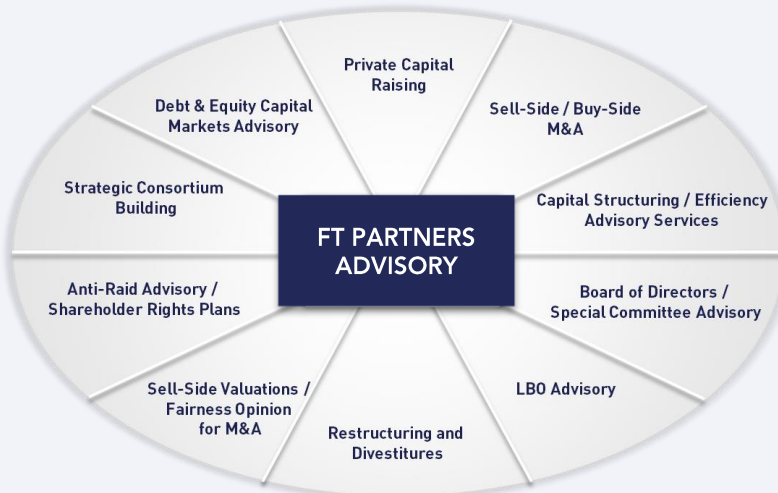 Private Capital
Raising
Sell-Side / Buy-Side
M&A
Capital Structuring / Efficiency
Advisory Services
Board of Directors /
Special Committee Advisory
LBO Advisory
Restructuring and
Divestitures
Sell-Side Valuations /
Fairness Opinion
for M&A
Anti-Raid Advisory /
Shareholder Rights Plans
Strategic Consortium
Building
Debt & Equity Capital
Markets Advisory
FT PARTNERS
ADVISORY